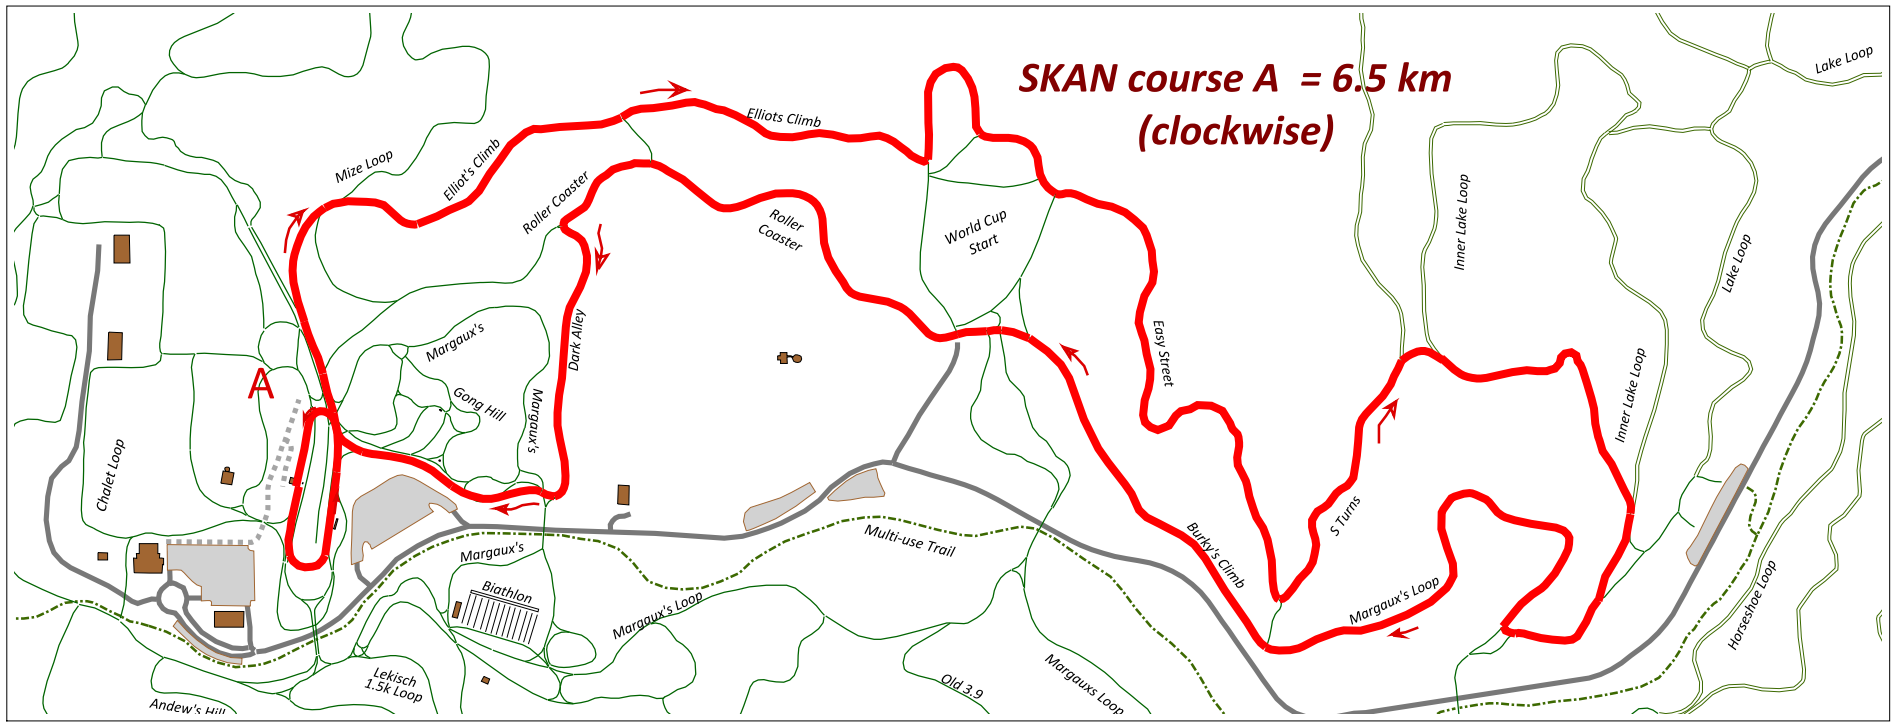 SKAN course A = 6.5 km
(clockwise)
Lake Loop
Elliots Climb
Mize Loop
Elliot's Climb
Roller Coaster
Roller
Coaster
World Cup
Start
Inner Lake Loop
Lake Loop
Margaux's
Dark Alley
Easy Street
A
Gong Hill
Margaux's
Inner Lake Loop
Chalet Loop
S Turns
Multi-use Trail
Burky's Climb
Margaux's
Biathlon
Margaux's Loop
Margaux's Loop
Horseshoe Loop
Lekisch
1.5k Loop
Old 3.9
Margauxs Loop
Andew's Hill